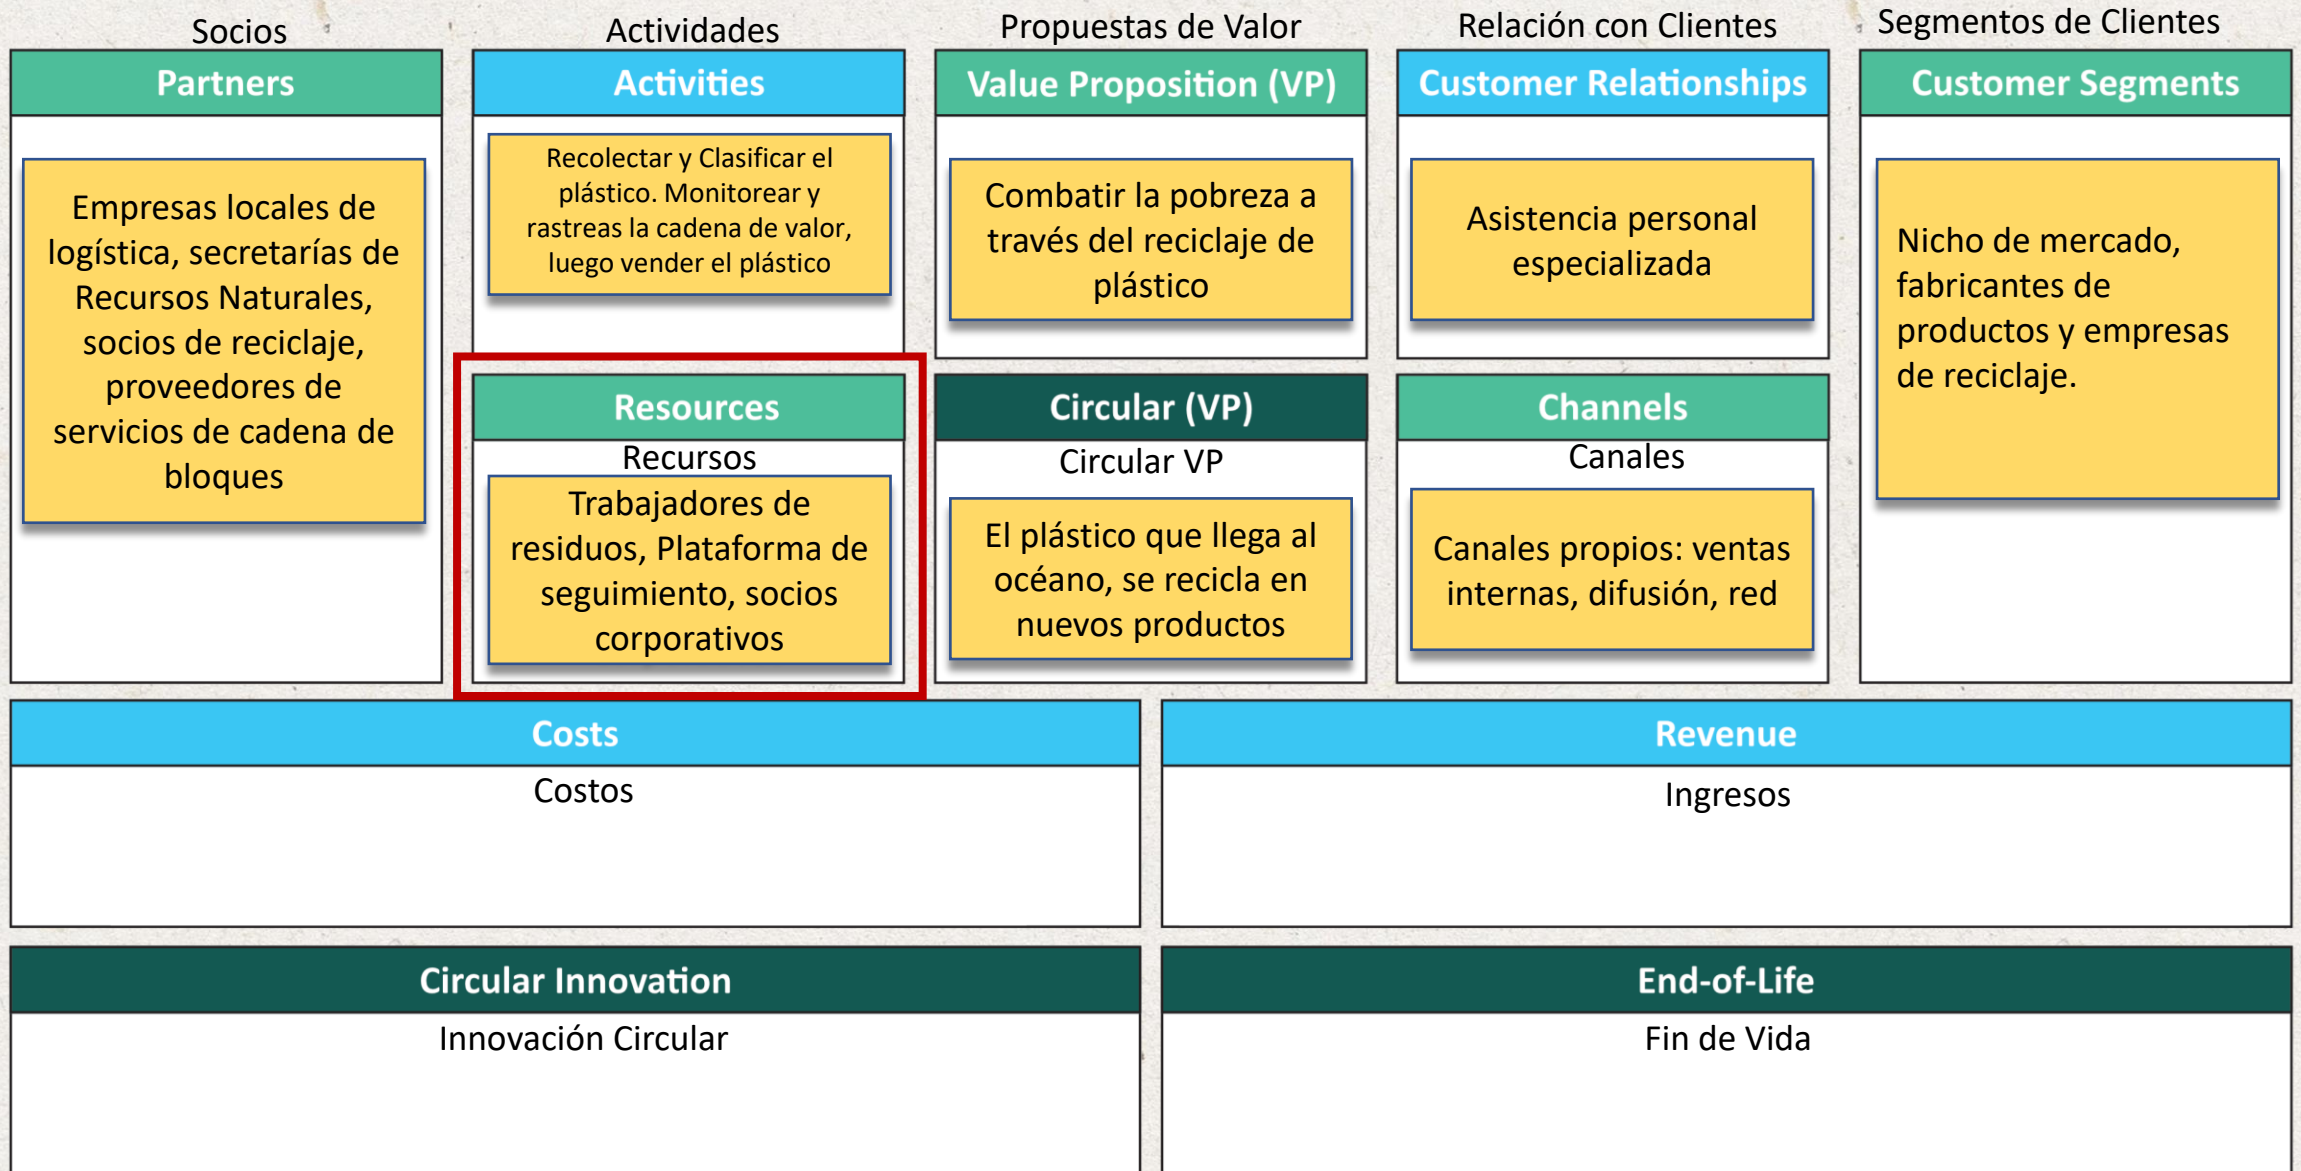 Socios
Partners
Empresas locales de
logística, secretarías de
Recursos Naturales,
socios de reciclaje,
proveedores de
servicios de cadena de
bloques
Actividades
Activities
Recolectar y Clasificar el
plástico. Monitorear y
rastreas la cadena de valor,
luego vender el plástico
Resources
Recursos
Trabajadores de
residuos, Plataforma de
seguimiento, socios
corporativos
Propuestas de Valor
Value Proposition (VP)
Combatir la pobreza a
través del reciclaje de
plástico
Circular (VP)
Circular VP
El plástico que llega al
océano, se recicla en
nuevos productos
Relación con Clientes
Customer Relationships
Asistencia personal
especializada
Channels
Canales
Canales propios: ventas
internas, difusión, red
Segmentos de Clientes
Customer Segments
Nicho de mercado,
fabricantes de
productos y empresas
de reciclaje.
Costs
Costos
Revenue
Ingresos
Circular Innovation
Innovación Circular
End-of-Life
Fin de Vida